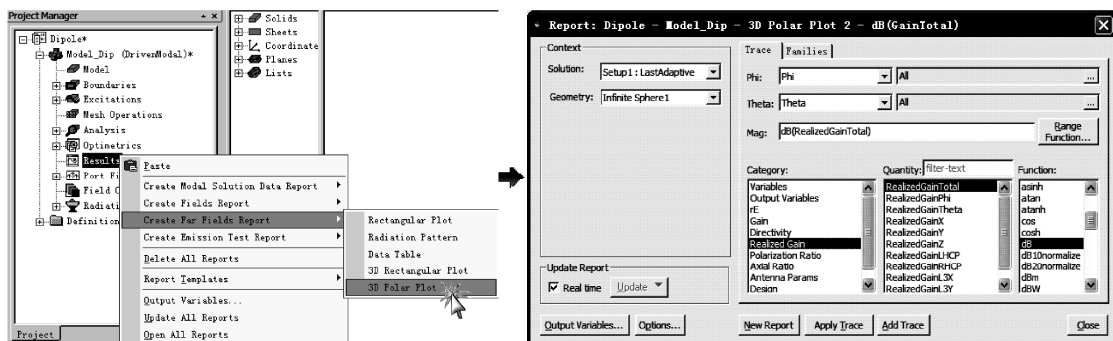 Project Manager
Dipole*
Model_Dip (DrivenModal)*
Model
Boundaries
Excitations
Mesh Operations
Analysis
Optimetrics
Results
Port Fi
Field O
Radiati
Definition
Project
Solids
Sheets
Coordinate
Planes
Lists
Paste
Create Modal Solution Data Report
Create Fields Report
Create Far Fields Report
Create Emission Test Report
Delete All Reports
Report Templates
Output Variables...
Update All Reports
Open All Reports
Rectangular Plot
Radiation Pattern
Data Table
3D Rectangular Plot
3D Polar Plot
Report: Dipole - Model_Dip - 3D Polar Plot 2 - dB(GainTotal)
Context
Solution: Setup1 : LastAdaptive
Geometry: Infinite Sphere1
Update Report
Real time Update
Output Variables... Options...
Trace Families
Phi: Phi All ...
Theta: Theta All ...
Mag: dB(RealizedGainTotal) Range Function...
Category:
Variables
Output Variables
rE
Gain
Directivity
Realized Gain
Polarization Ratio
Axial Ratio
Antenna Params
Design
Quantity: filter-text
RealizedGainTotal
RealizedGainPhi
RealizedGainTheta
RealizedGainX
RealizedGainY
RealizedGainZ
RealizedGainLHCP
RealizedGainRHCP
RealizedGainL3X
RealizedGainL3Y
Function:
asinh
atan
atanh
cos
cosh
dB
dB10normalize
dB20normalize
dBm
dBW
New Report Apply Trace Add Trace Close